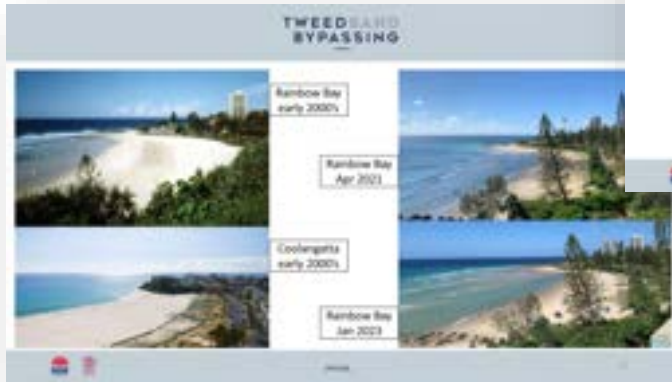 TWEED SAND
BYPASSING
Rainbow Bay
early 2000's
Rainbow Bay
Apr 2021
Coolangatta
early 2000's
Rainbow Bay
Jan 2023